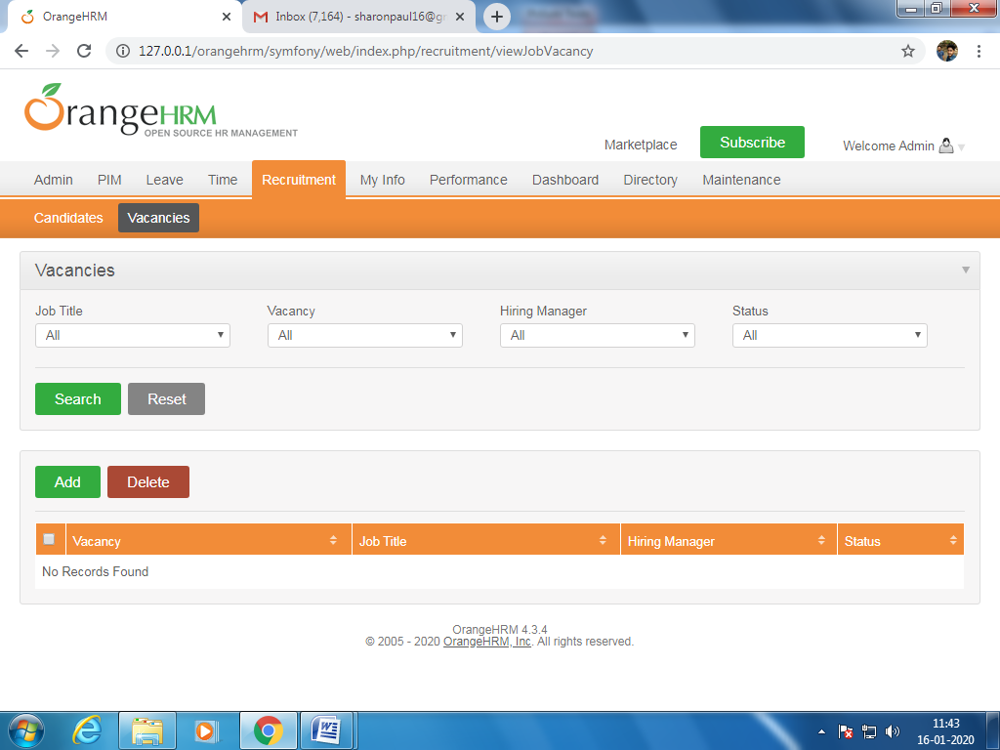 OrangeHRM
Inbox (7,164) - sharonpaul16@gr
127.0.0.1/orangehrm/symfony/web/index.php/recruitment/viewJobVacancy
OrangeHRM
OPEN SOURCE HR MANAGEMENT
Marketplace Subscribe Welcome Admin
Admin PIM Leave Time Recruitment My Info Performance Dashboard Directory Maintenance
Candidates Vacancies
Vacancies
Job Title Vacancy Hiring Manager Status
All All All All
Search Reset
Add Delete
Vacancy Job Title Hiring Manager Status
No Records Found
OrangeHRM 4.3.4
© 2005 - 2020 OrangeHRM, Inc. All rights reserved.
11:43
16-01-2020